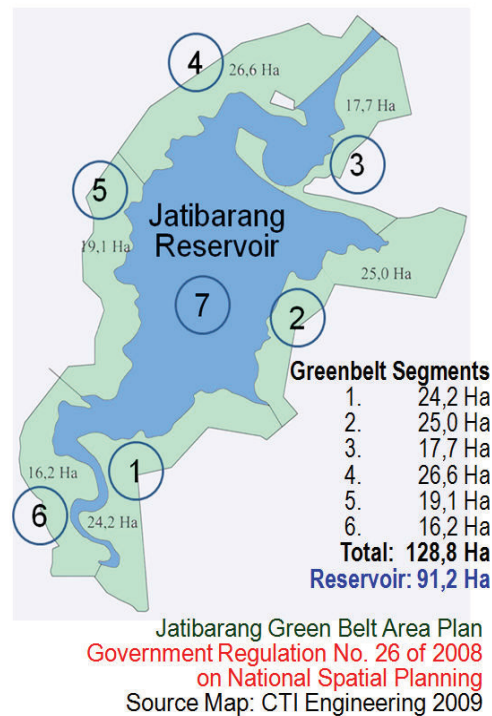 4
26,6 Ha
17,7 Ha
3
5
Jatibarang
Reservoir
19,1 Ha
25,0 Ha
7
2
Greenbelt Segments
1. 24,2 Ha
2. 25,0 Ha
3. 17,7 Ha
4. 26,6 Ha
5. 19,1 Ha
6. 16,2 Ha
Total: 128,8 Ha
Reservoir: 91,2 Ha
1
16,2 Ha
6
24,2 Ha
Jatibarang Green Belt Area Plan
Government Regulation No. 26 of 2008
on National Spatial Planning
Source Map: CTI Engineering 2009